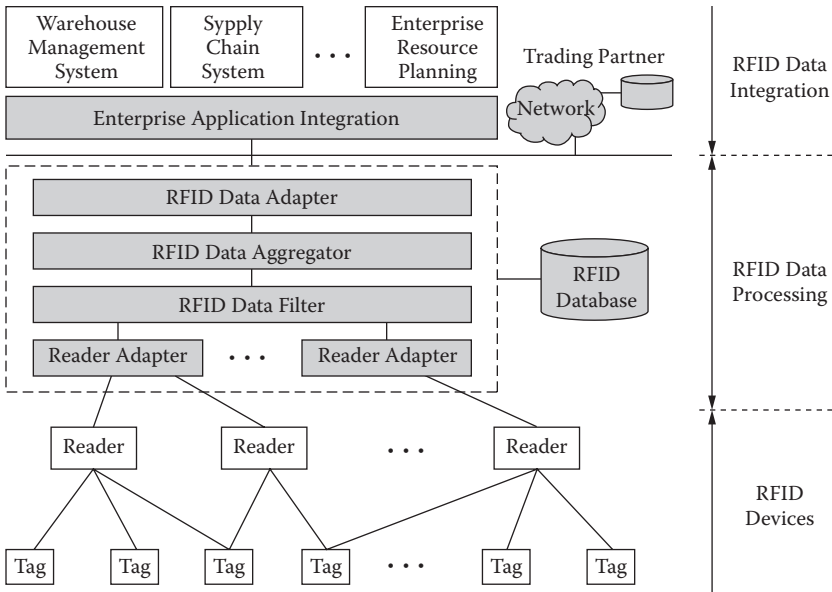 Warehouse
Management
System
Sypply
Chain
System
Enterprise
Resource
Planning
Trading Partner
Network
RFID Data
Integration
Enterprise Application Integration
RFID Data Adapter
RFID Data Aggregator
RFID Data Filter
Reader Adapter
Reader Adapter
RFID
Database
RFID Data
Processing
Reader
Reader
Reader
RFID
Devices
Tag
Tag
Tag
Tag
Tag
Tag